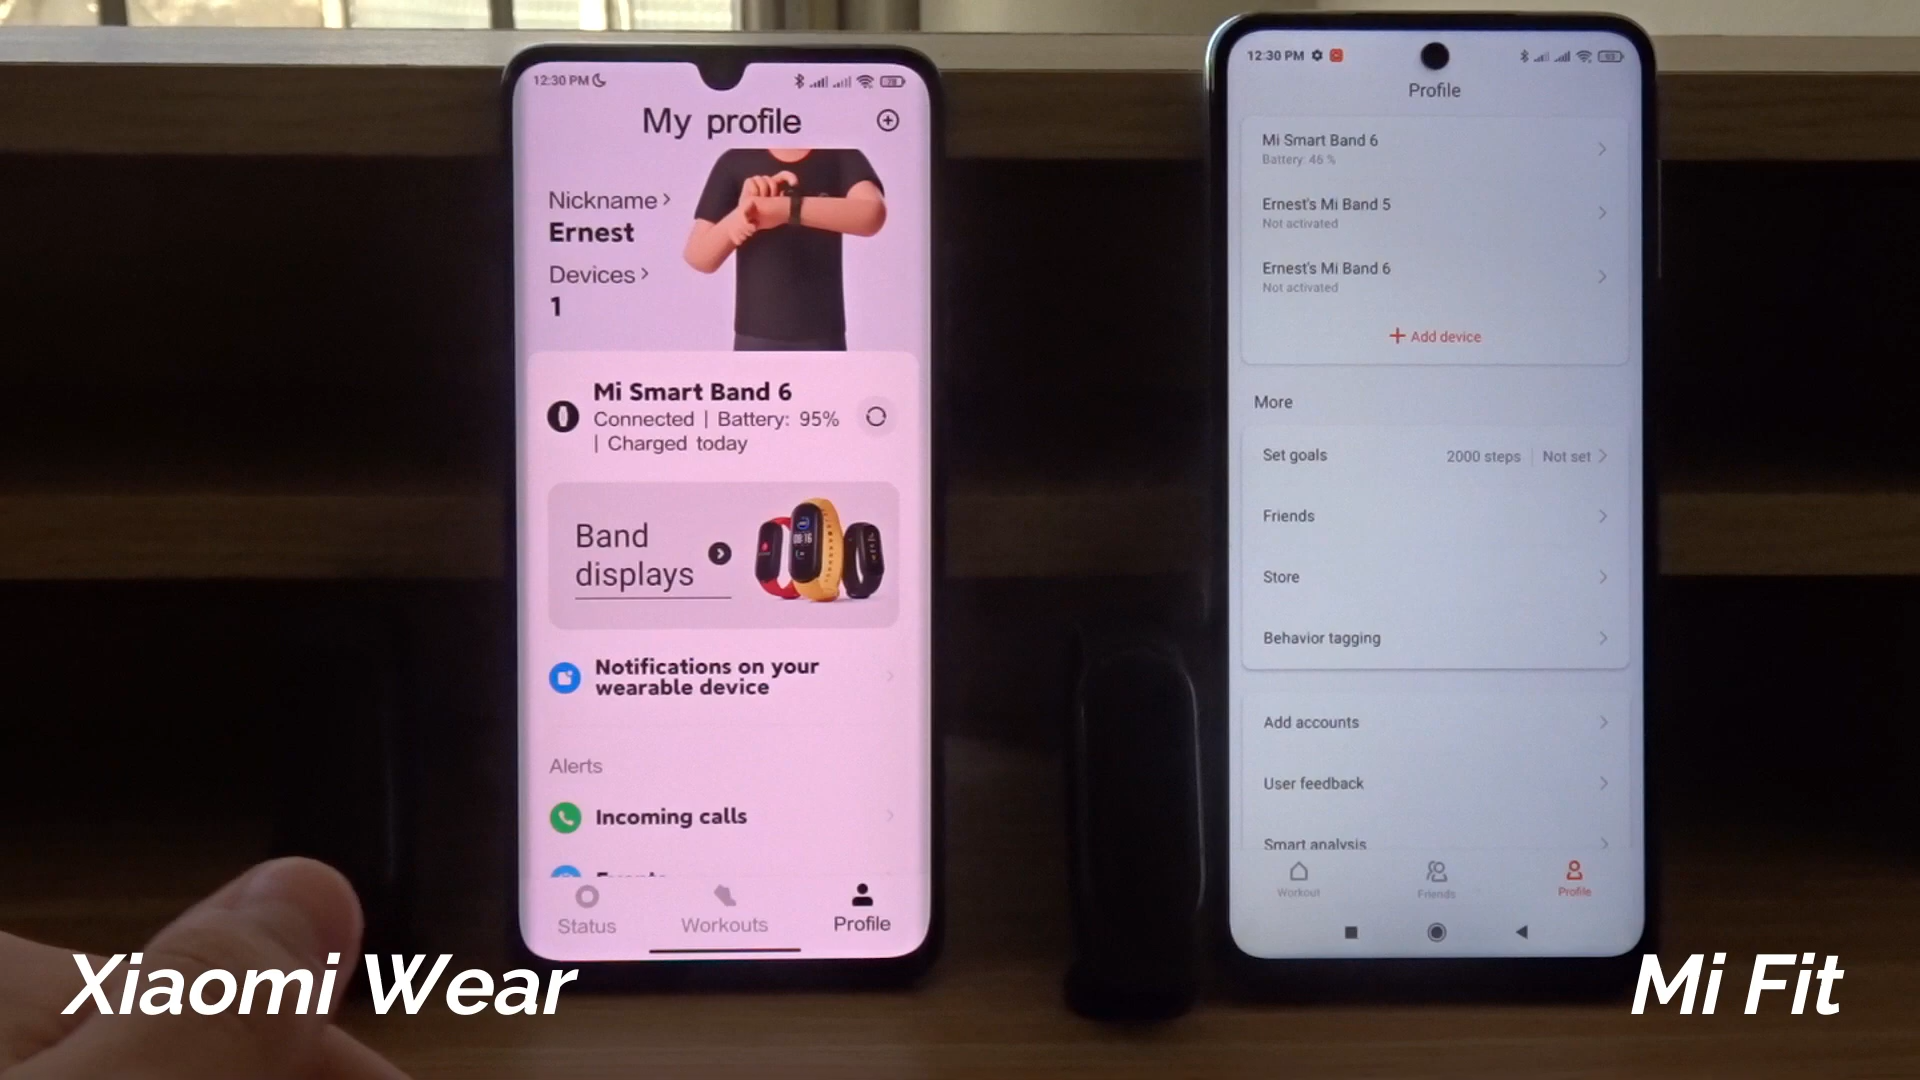 12:30 PM
My profile
Nickname
Ernest
Devices
1
Mi Smart Band 6
Connected | Battery: 95%
| Charged today
Band
displays
08:16
Notifications on your
wearable device
Alerts
Incoming calls
Events
Status
Workouts
Profile
12:30 PM
Profile
Mi Smart Band 6
Battery: 46 %
Ernest's Mi Band 5
Not activated
Ernest's Mi Band 6
Not activated
+ Add device
More
Set goals 2000 steps | Not set
Friends
Store
Behavior tagging
Add accounts
User feedback
Smart analysis
Workout
Friends
Profile
Xiaomi Wear
Mi Fit